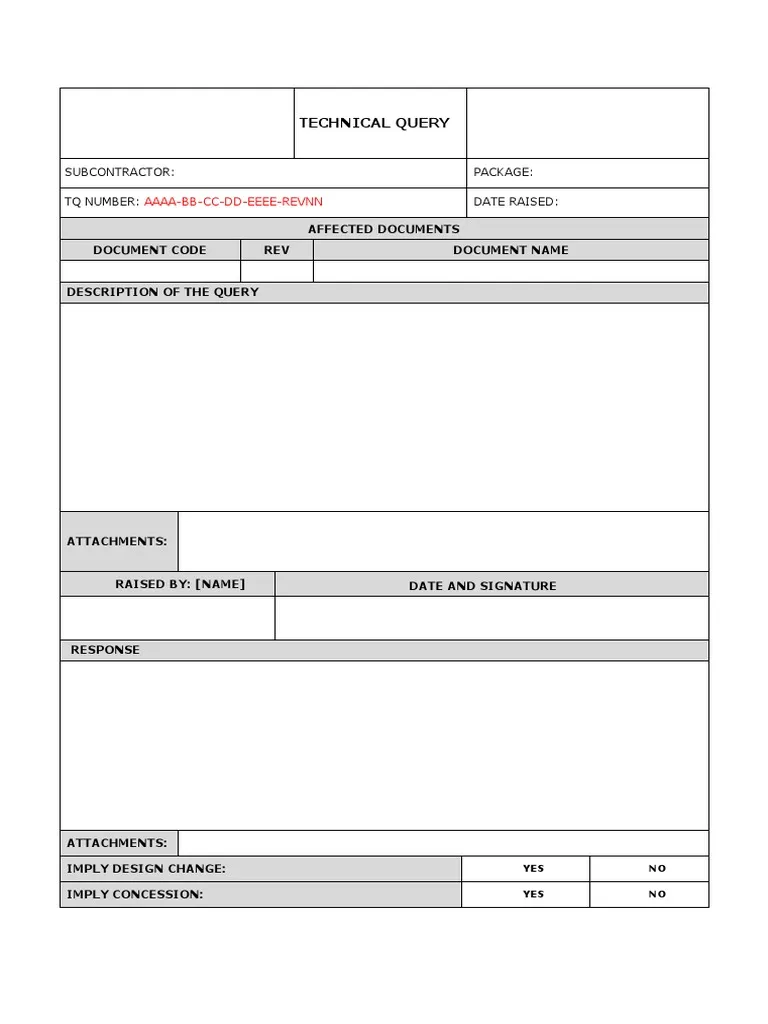 TECHNICAL QUERY
SUBCONTRACTOR: PACKAGE:
TQ NUMBER: AAAA-BB-CC-DD-EEEE-REVNN DATE RAISED:
AFFECTED DOCUMENTS
DOCUMENT CODE REV DOCUMENT NAME
DESCRIPTION OF THE QUERY
ATTACHMENTS:
RAISED BY: [NAME] DATE AND SIGNATURE
RESPONSE
ATTACHMENTS:
IMPLY DESIGN CHANGE: YES NO
IMPLY CONCESSION: YES NO